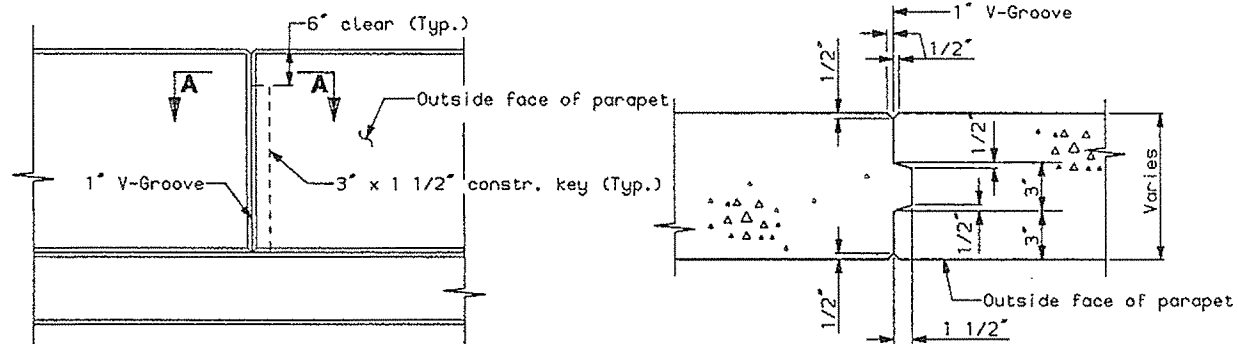 6" clear (Typ.)
A
A
Outside face of parapet
1" V-Groove
3" x 1 1/2" constr. key (Typ.)
1" V-Groove
1/2"
1/2"
1/2"
3"
Varies
1/2"
3"
1/2"
Outside face of parapet
1 1/2"